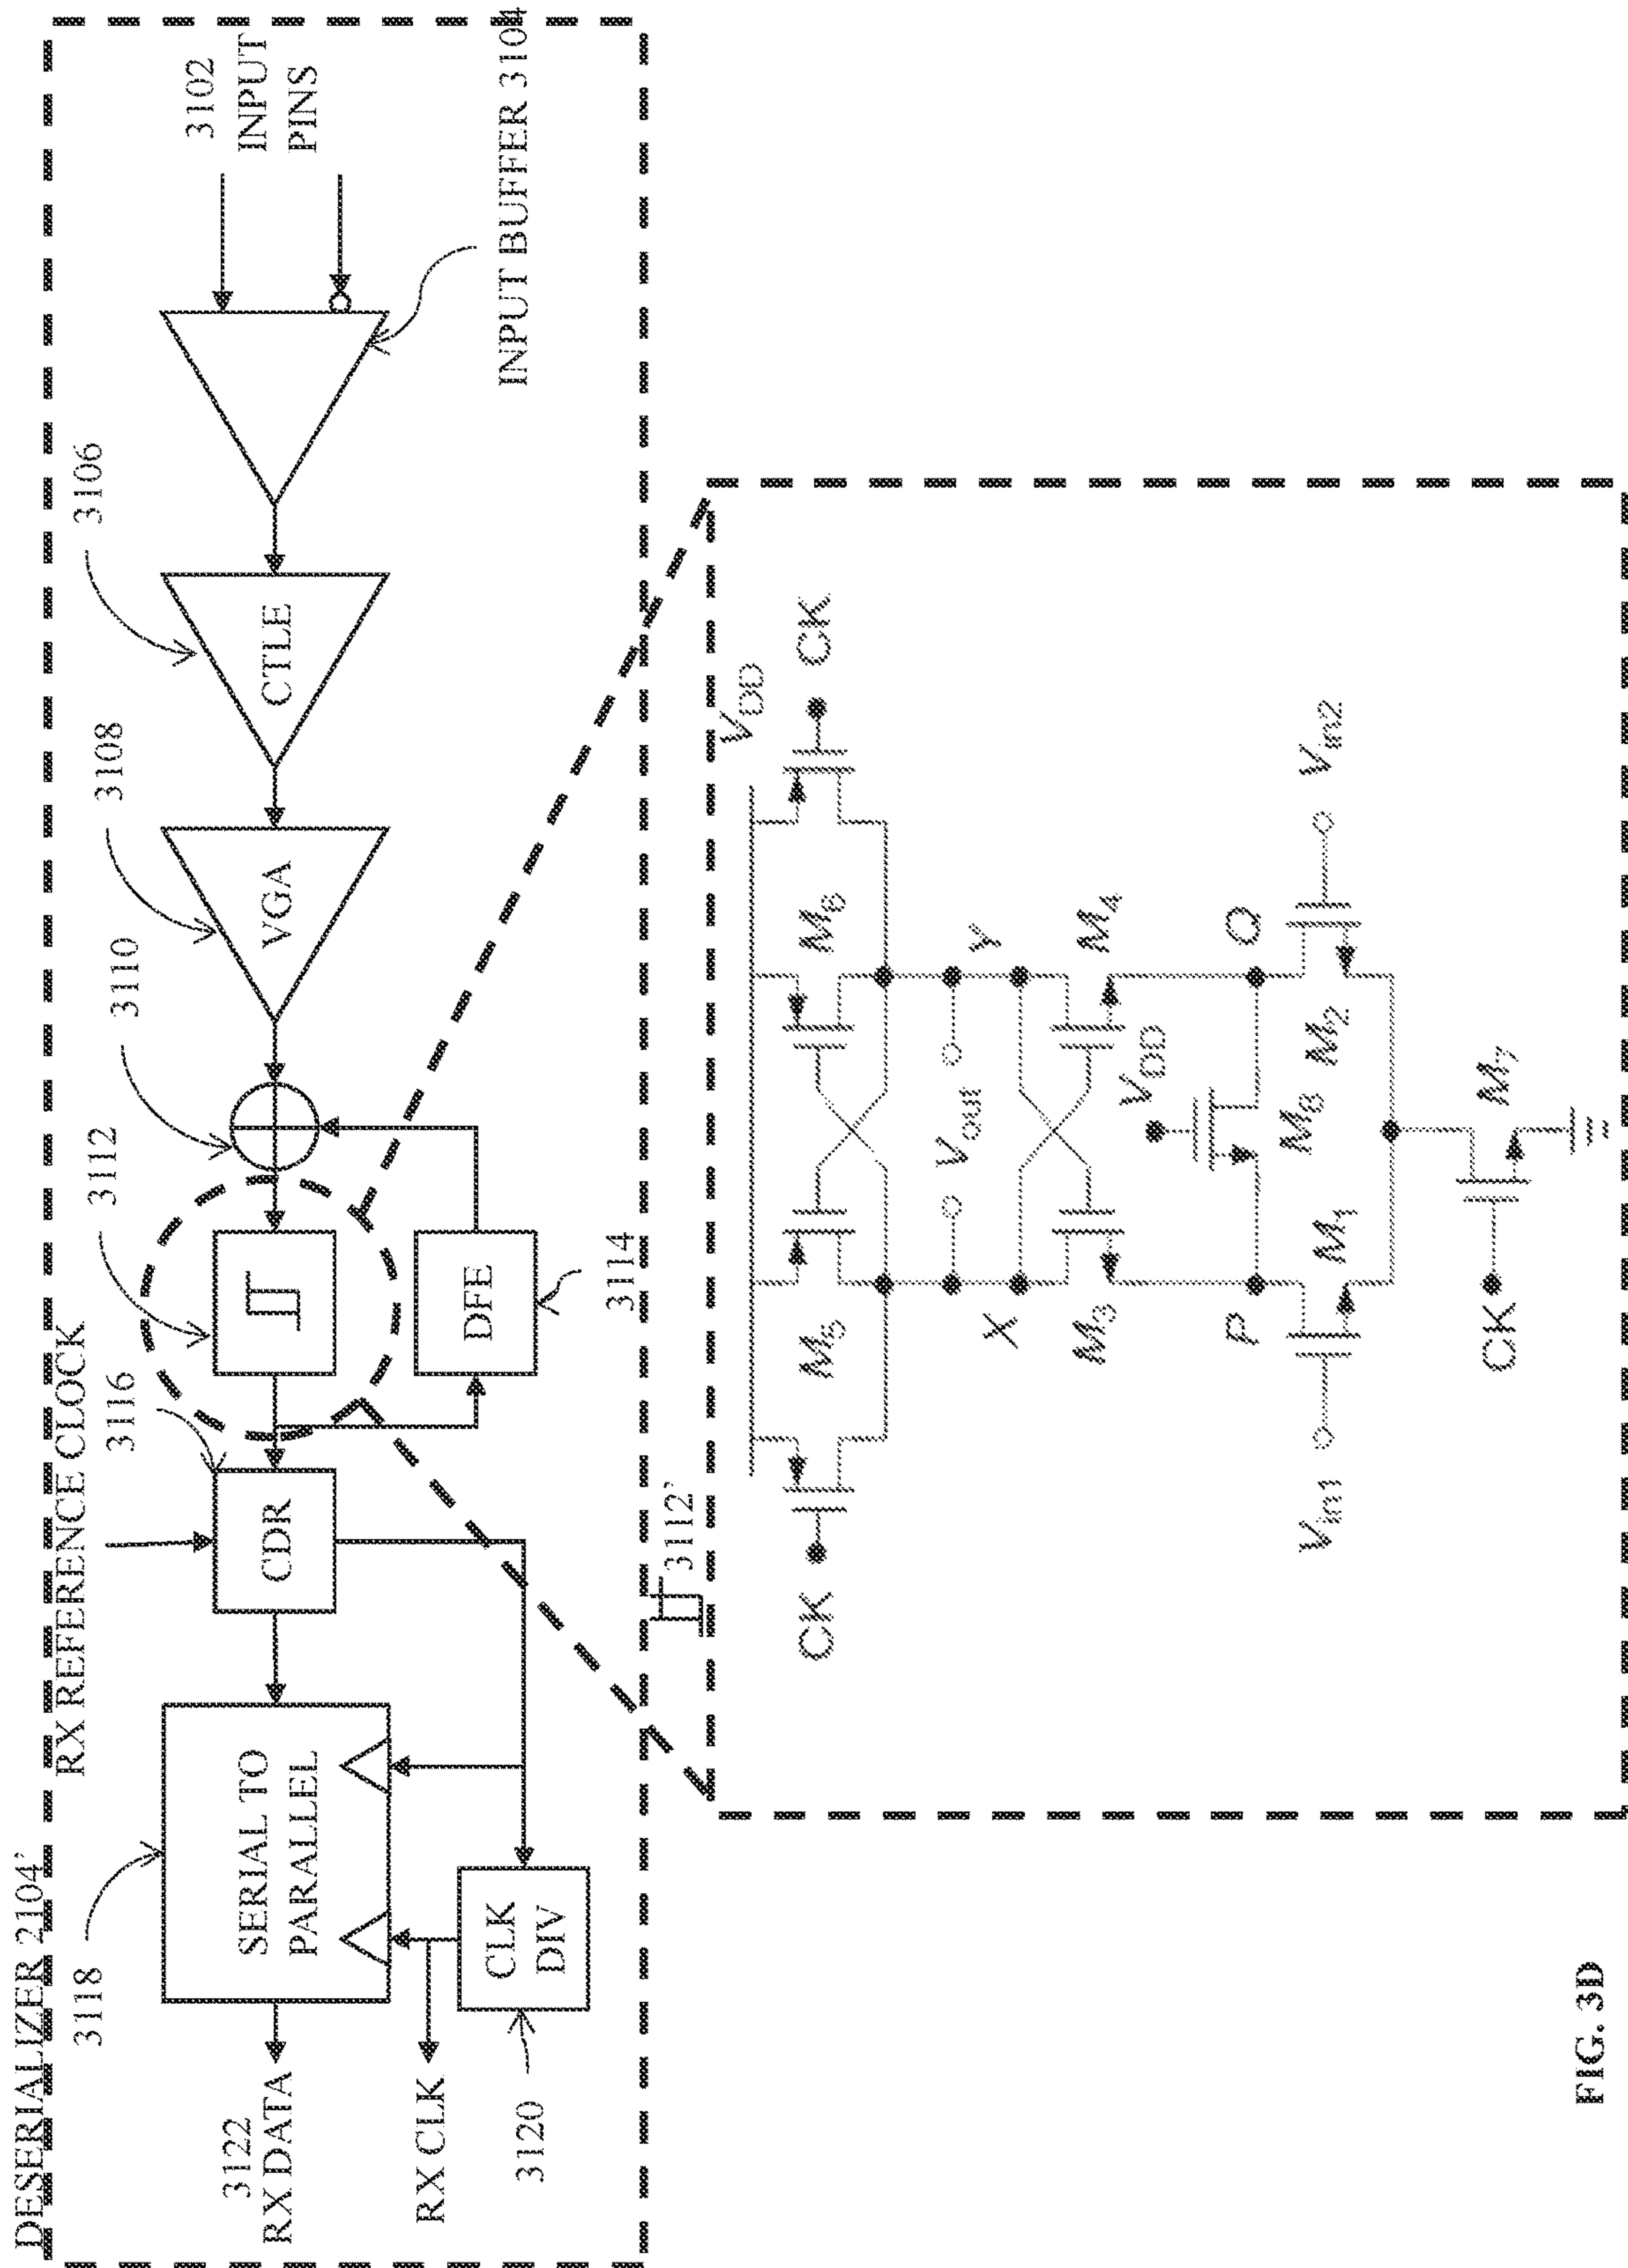 DESERIALIZER 2104'
RX REFERENCE CLOCK
3118
3116
3112
3110
3108
3106
3102
INPUT
PINS
3122
RX DATA
SERIAL TO
PARALLEL
CDR
VGA
CTLE
RX CLK
CLK
DIV
DFE
INPUT BUFFER 3104
3120
3114
3112'
VDD
CK
CK
M5
M6
X
Vout
Y
M3
M4
VDD
P
Q
M8
Vin1
M1
M2
Vin2
CK
M7
FIG. 3D